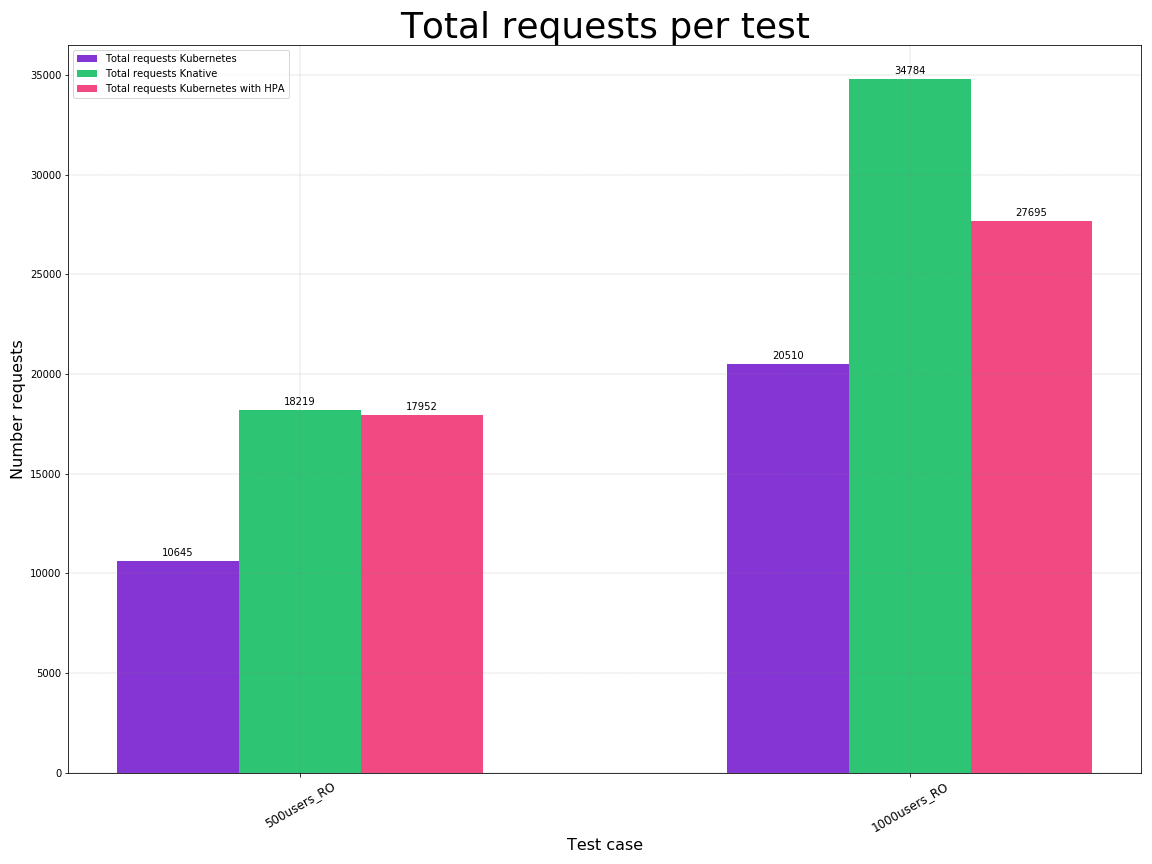 Total requests per test
Total requests Kubernetes
Total requests Knative
Total requests Kubernetes with HPA
Number requests
35000
30000
25000
20000
15000
10000
5000
0
10645
18219
17952
20510
34784
27695
500users_RO
1000users_RO
Test case